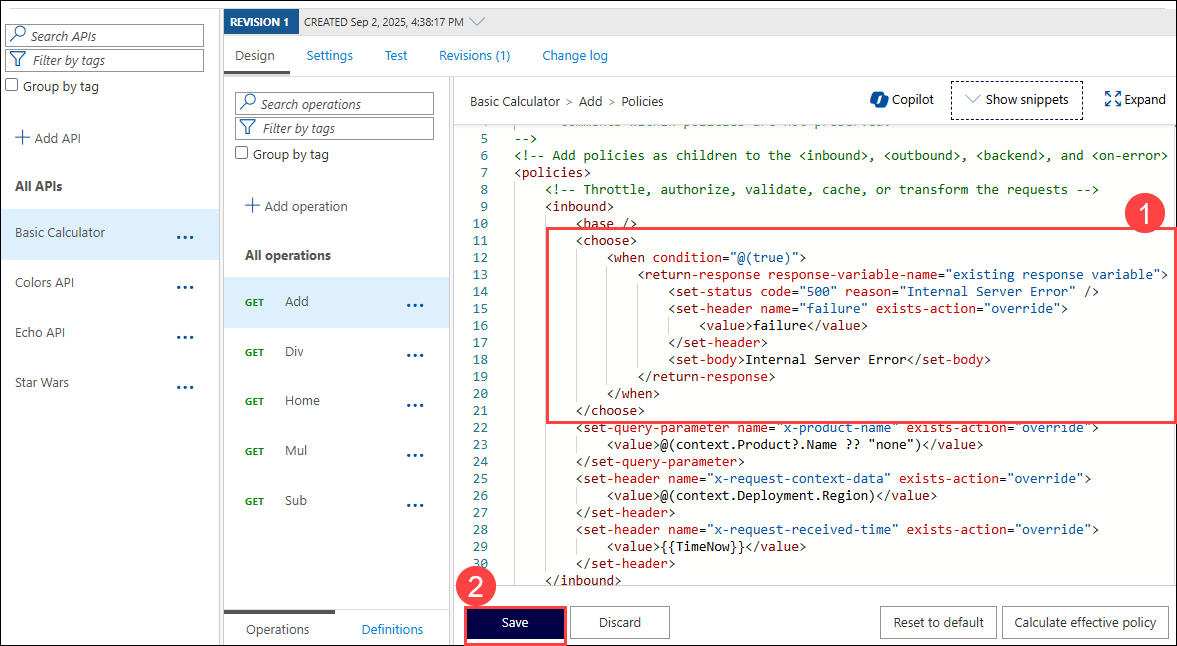 REVISION 1 CREATED Sep 2, 2025, 4:38:17 PM
Search APIs
Filter by tags
Group by tag
Add API
All APIs
Basic Calculator ...
Colors API ...
Echo API ...
Star Wars ...
Design Settings Test Revisions (1) Change log
Search operations
Filter by tags
Group by tag
Add operation
All operations
GET Add ...
GET Div ...
GET Home ...
GET Mul ...
GET Sub ...
Operations Definitions
Basic Calculator > Add > Policies
Copilot Show snippets Expand
5 -->
6 <!-- Add policies as children to the <inbound>, <outbound>, <backend>, and <on-error>
7 <policies>
8 <!-- Throttle, authorize, validate, cache, or transform the requests -->
9 <inbound>
10 <base />
1
11 <choose>
12 <when condition="@(true)">
13 <return-response response-variable-name="existing response variable">
14 <set-status code="500" reason="Internal Server Error" />
15 <set-header name="failure" exists-action="override">
16 <value>failure</value>
17 </set-header>
18 <set-body>Internal Server Error</set-body>
19 </return-response>
20 </when>
21 </choose>
22 <set-query-parameter name="x-product-name" exists-action="override">
23 <value>@(context.Product?.Name ?? "none")</value>
24 </set-query-parameter>
25 <set-header name="x-request-context-data" exists-action="override">
26 <value>@(context.Deployment.Region)</value>
27 </set-header>
28 <set-header name="x-request-received-time" exists-action="override">
29 <value>{{TimeNow}}</value>
30 </set-header>
</inbound>
2
Save Discard Reset to default Calculate effective policy